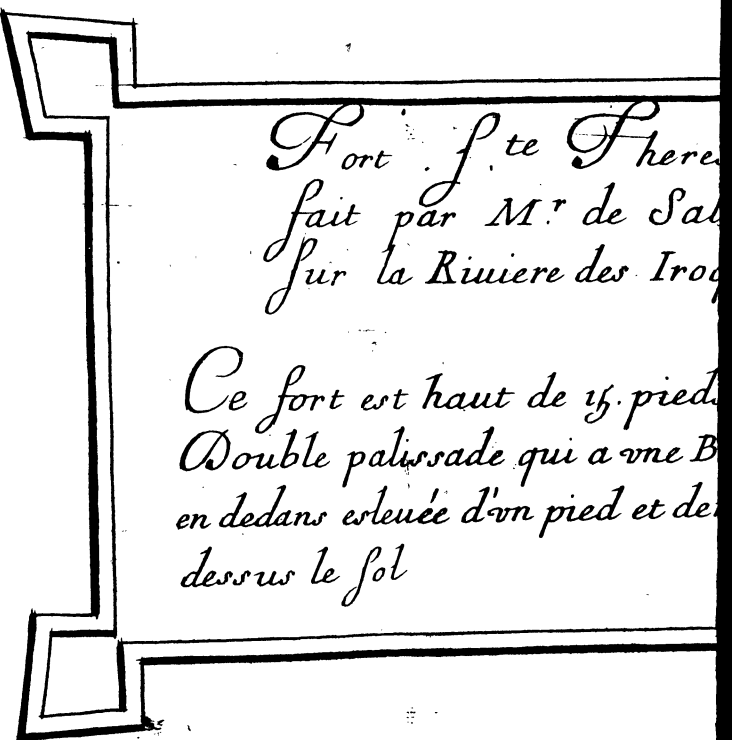 Fort S.te There
fait par M.r de Sal
sur la Riuiere des Iroq
Ce fort est haut de 15. pieds
Double palissade qui a vne B
en dedans esleuée d'vn pied et de
dessus le sol